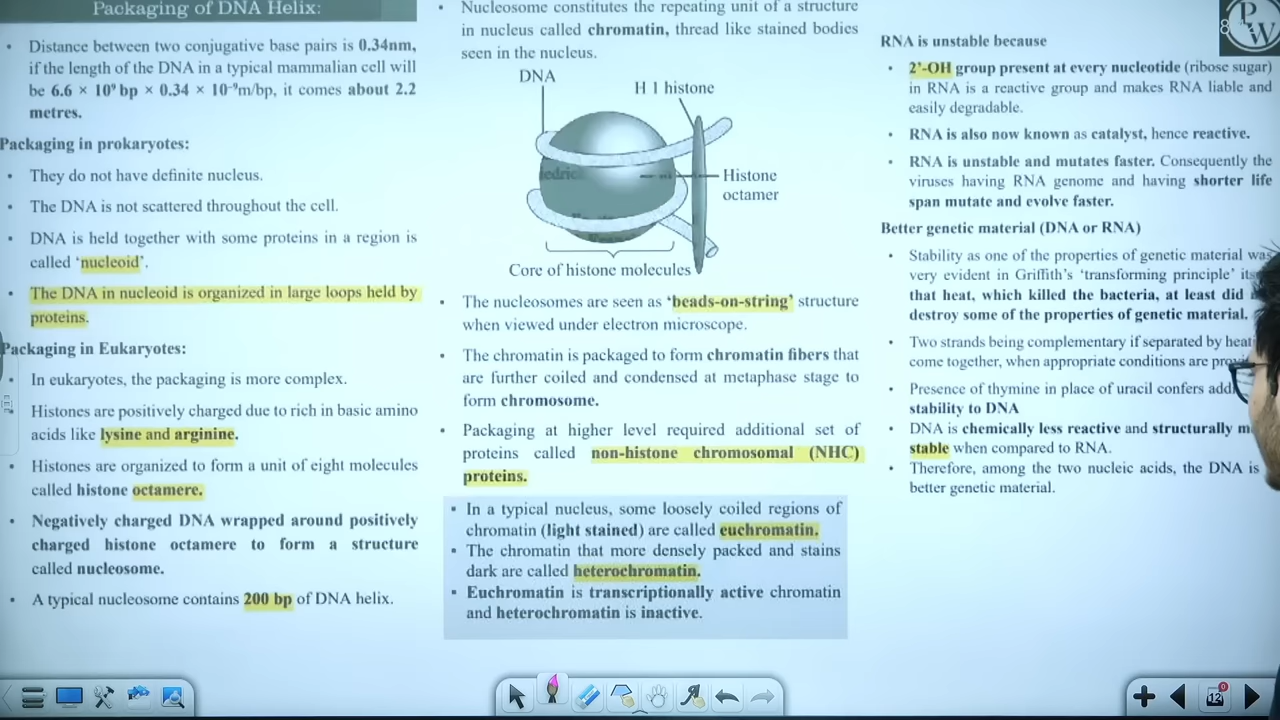 Packaging of DNA Helix:
• Distance between two conjugative base pairs is 0.34nm,
if the length of the DNA in a typical mammalian cell will
be 6.6 × 10⁹ bp × 0.34 × 10⁻⁹m/bp, it comes about 2.2
metres.
Packaging in prokaryotes:
• They do not have definite nucleus.
• The DNA is not scattered throughout the cell.
• DNA is held together with some proteins in a region is
called ‘nucleoid’.
• The DNA in nucleoid is organized in large loops held by
proteins.
Packaging in Eukaryotes:
• In eukaryotes, the packaging is more complex.
Histones are positively charged due to rich in basic amino
acids like lysine and arginine.
• Histones are organized to form a unit of eight molecules
called histone octamere.
• Negatively charged DNA wrapped around positively
charged histone octamere to form a structure
called nucleosome.
• A typical nucleosome contains 200 bp of DNA helix.
• Nucleosome constitutes the repeating unit of a structure
in nucleus called chromatin, thread like stained bodies
seen in the nucleus.
DNA
H 1 histone
Histone
octamer
Core of histone molecules
• The nucleosomes are seen as ‘beads-on-string’ structure
when viewed under electron microscope.
• The chromatin is packaged to form chromatin fibers that
are further coiled and condensed at metaphase stage to
form chromosome.
• Packaging at higher level required additional set of
proteins called non-histone chromosomal (NHC)
proteins.
• In a typical nucleus, some loosely coiled regions of
chromatin (light stained) are called euchromatin.
• The chromatin that more densely packed and stains
dark are called heterochromatin.
• Euchromatin is transcriptionally active chromatin
and heterochromatin is inactive.
P
W
RNA is unstable because
• 2’-OH group present at every nucleotide (ribose sugar)
in RNA is a reactive group and makes RNA liable and
easily degradable.
• RNA is also now known as catalyst, hence reactive.
• RNA is unstable and mutates faster. Consequently the
viruses having RNA genome and having shorter life
span mutate and evolve faster.
Better genetic material (DNA or RNA)
• Stability as one of the properties of genetic material was
very evident in Griffith’s ‘transforming principle’
that heat, which killed the bacteria, at least did
destroy some of the properties of genetic material.
• Two strands being complementary if separated by heat
come together, when appropriate conditions are
• Presence of thymine in place of uracil confers
stability to DNA
• DNA is chemically less reactive and structurally
stable when compared to RNA.
• Therefore, among the two nucleic acids, the DNA is
better genetic material.
12